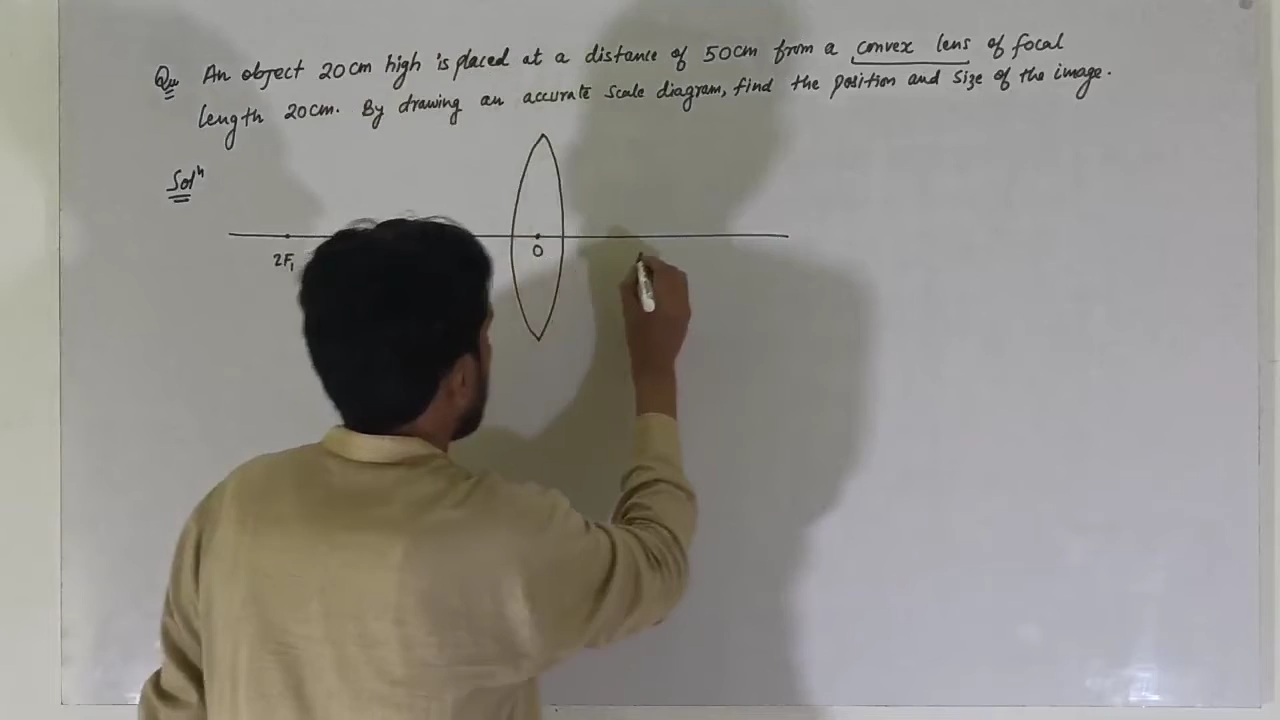 Qu An object 20cm high is placed at a distance of 50cm from a convex lens of focal
length 20cm. By drawing an accurate scale diagram, find the position and size of the image.
Solⁿ
2F₁ O